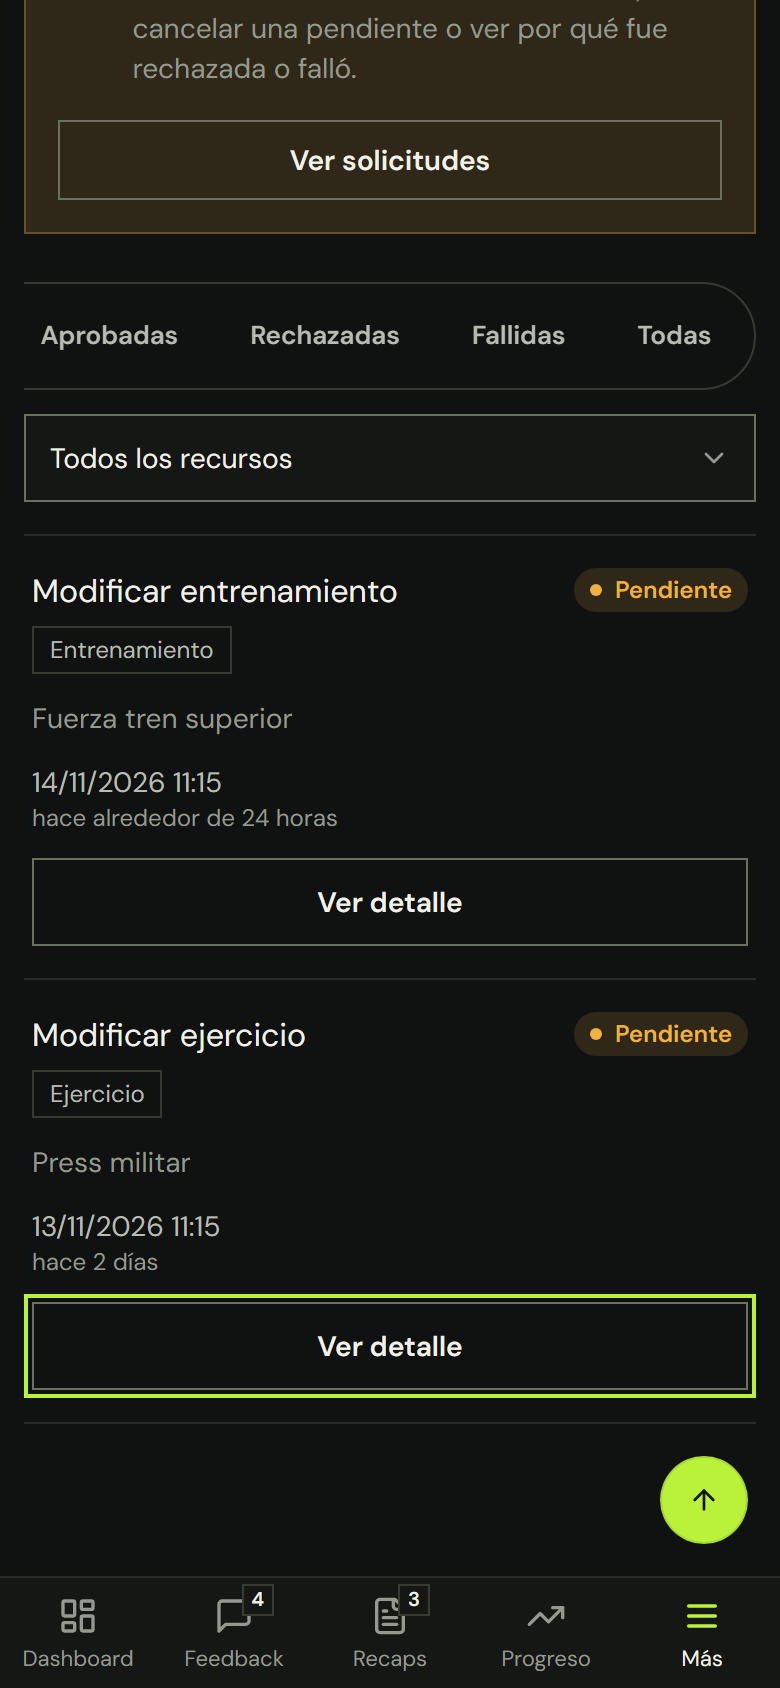 cancelar una pendiente o ver por qué fue
rechazada o falló.
Ver solicitudes
Aprobadas Rechazadas Fallidas Todas
Todos los recursos
Modificar entrenamiento
Pendiente
Entrenamiento
Fuerza tren superior
14/11/2026 11:15
hace alrededor de 24 horas
Ver detalle
Modificar ejercicio
Pendiente
Ejercicio
Press militar
13/11/2026 11:15
hace 2 días
Ver detalle
4
3
Dashboard Feedback Recaps Progreso Más